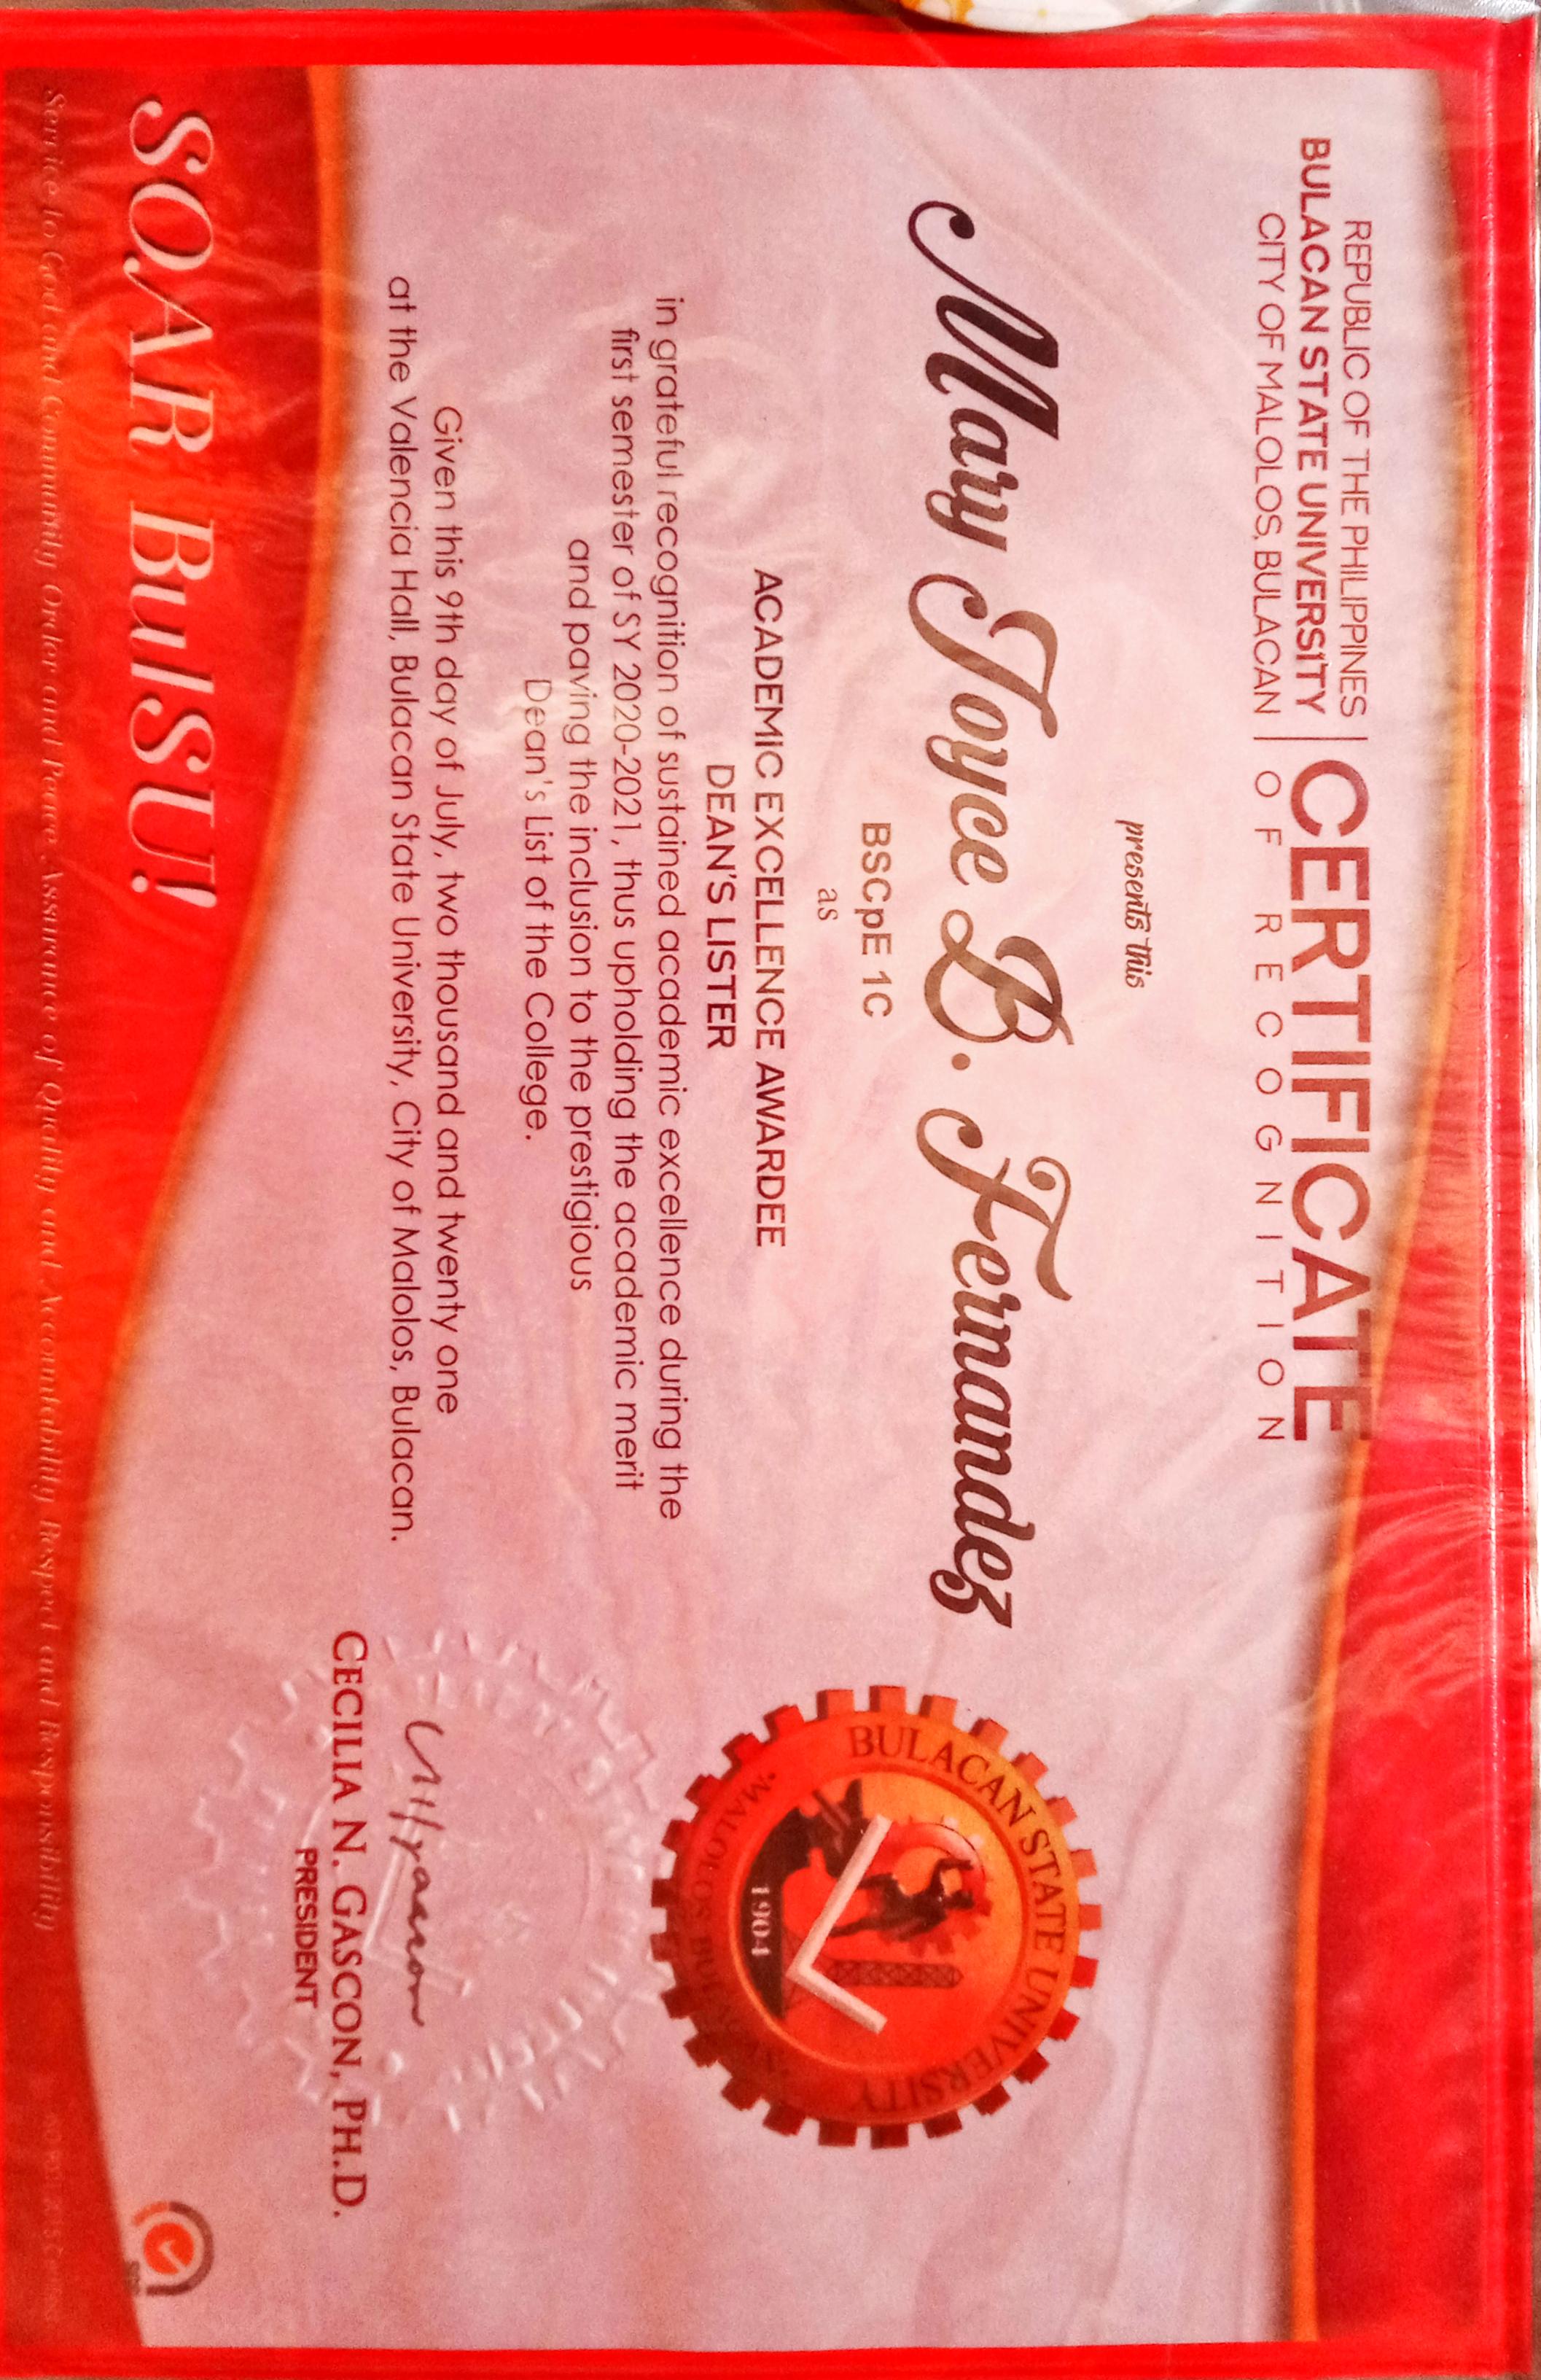 REPUBLIC OF THE PHILIPPINES
BULACAN STATE UNIVERSITY
CITY OF MALOLOS, BULACAN
CERTIFICATE
OF RECOGNITION
presents this
Mary Joyce B. Fernandez
BSCpE 1C
as
ACADEMIC EXCELLENCE AWARDEE
DEAN'S LISTER
in grateful recognition of sustained academic excellence during the
first semester of SY 2020-2021, thus upholding the academic merit
and paving the inclusion to the prestigious
Dean's List of the College.
Given this 9th day of July, two thousand and twenty one
at the Valencia Hall, Bulacan State University, City of Malolos, Bulacan.
BULACAN STATE UNIVERSITY
MALOLOS
1904
CECILIA N. GASCON, PH.D.
PRESIDENT
SOAR BulSU!
Service to God and Community, Order and Peace, Assurance of Quality and Accountability, Respect and Responsibility